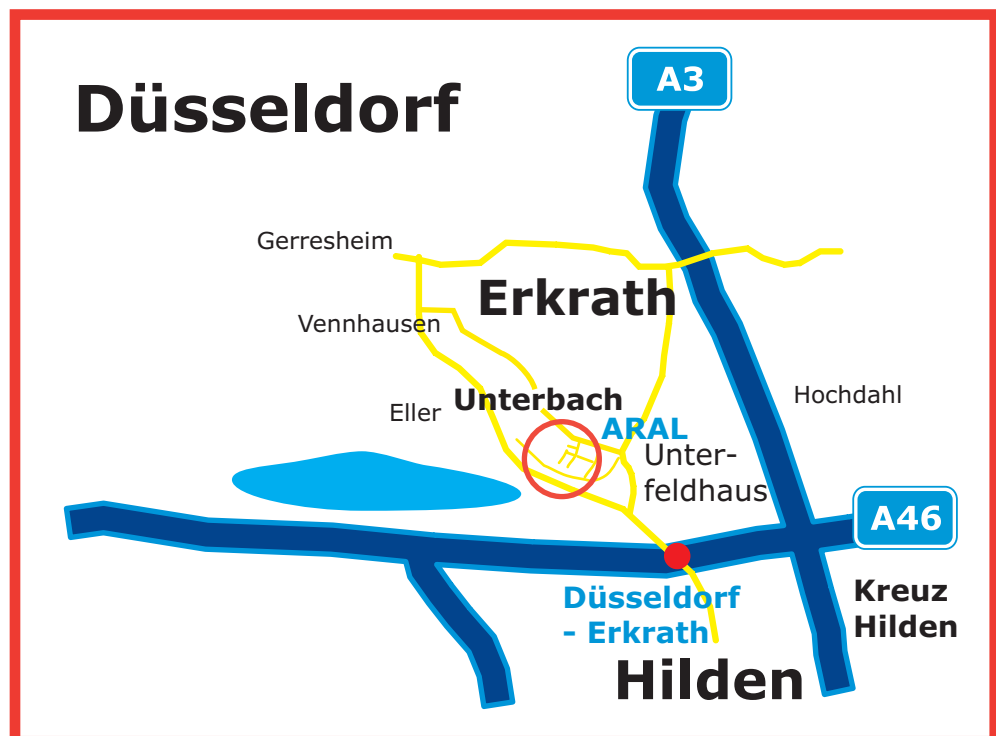 A3
Düsseldorf
Gerresheim
Erkrath
Vennhausen
Hochdahl
Unterbach
Eller
ARAL
Unter-
feldhaus
A46
Kreuz
Hilden
Düsseldorf
- Erkrath
Hilden